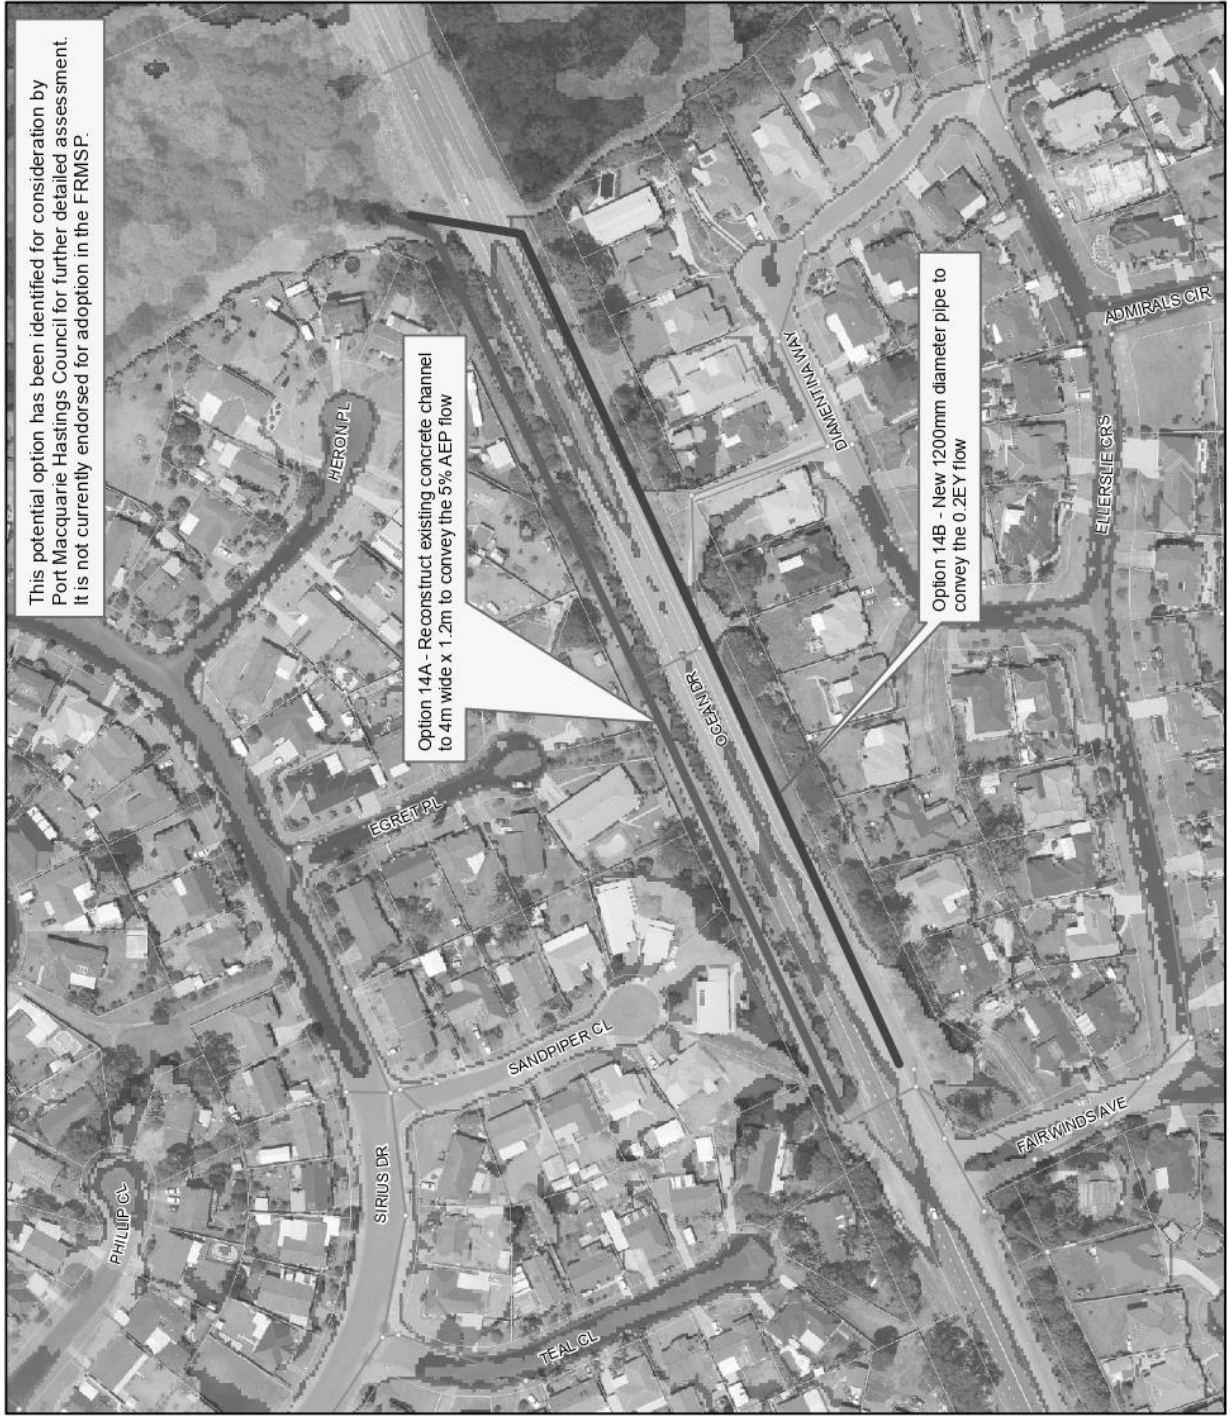 This potential option has been identified for consideration by
Port Macquarie Hastings Council for further detailed assessment.
It is not currently endorsed for adoption in the FRMSP.
Option 14A - Reconstruct existing concrete channel
to 4m wide x 1.2m to convey the 5% AEP flow
Option 14B - New 1200mm diameter pipe to
convey the 0.2EY flow
PHILLIP CL
SIRIUS DR
TEAL CL
SANDPIPER CL
EGRET PL
HERON PL
OCEAN DR
FAIRWINDS AVE
DIAMENTINA WAY
ELLERSLIE CRS
ADMIRALS CIR